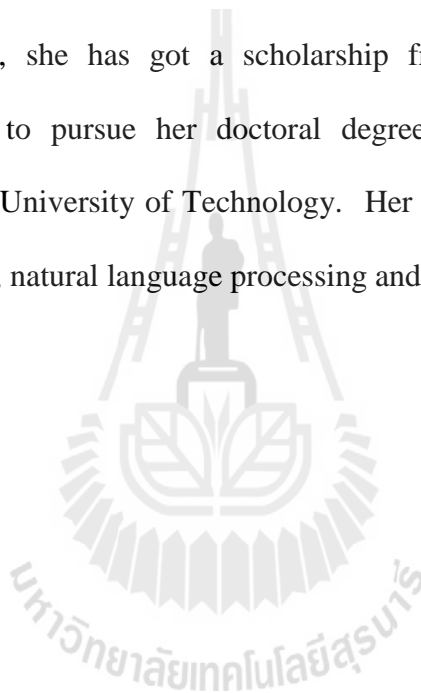 , she has got a scholarship
to pursue her doctoral degree
University of Technology. Her
, natural language processing and
มหาวิทยาลัยเทคโนโลยีสุรนารี